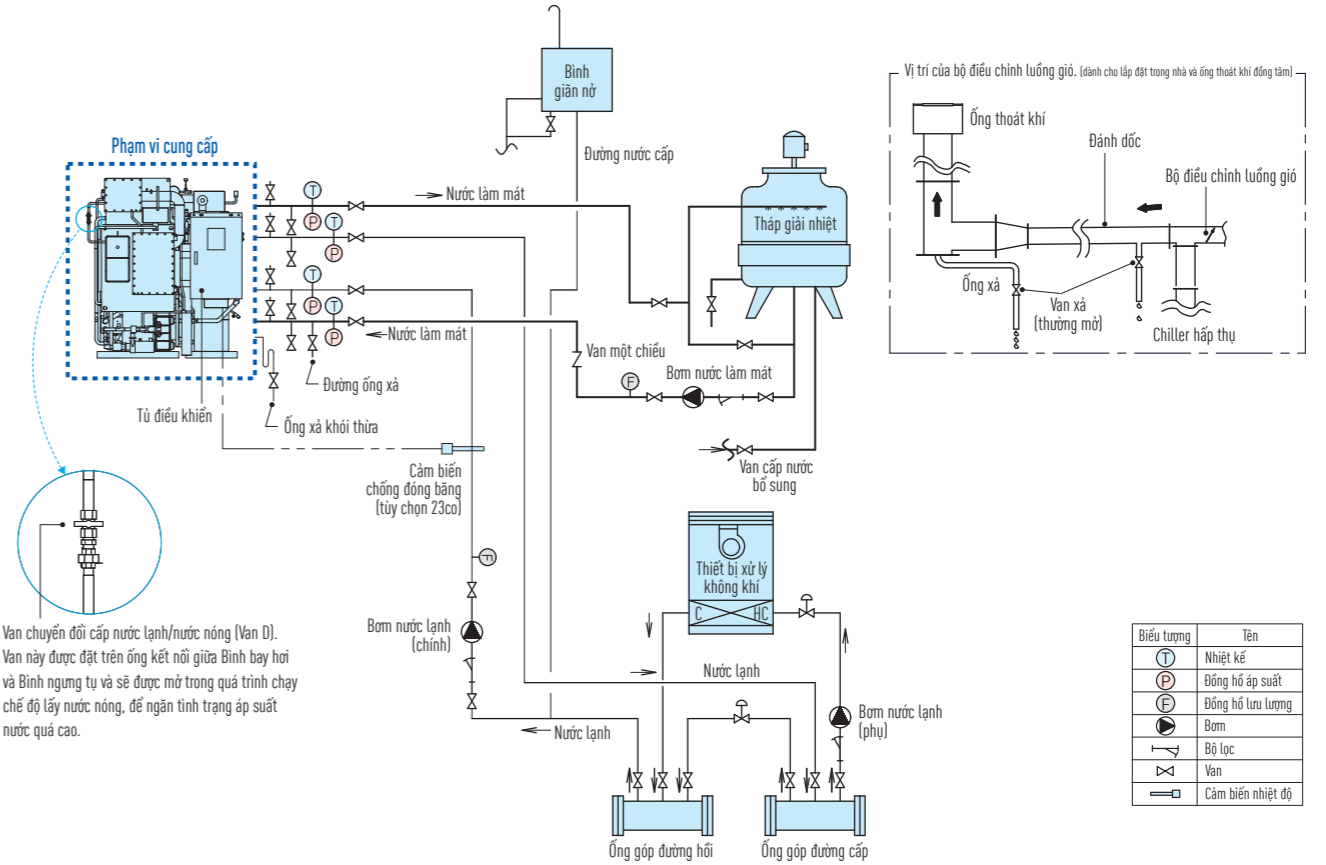 Bình
giãn nở
Đường nước cấp
Phạm vi cung cấp
T
Nước làm mát
P
T
P
T
P
T
P
Nước làm mát
Tháp giải nhiệt
Van một chiều
F
Bơm nước làm mát
Đường ống xả
Ống xả khói thừa
Tủ điều khiển
Van cấp nước
bổ sung
Cảm biến
chống đóng băng
(tùy chọn 23co)
F
Bơm nước lạnh
(chính)
Thiết bị xử lý
không khí
C
HC
Nước lạnh
Nước lạnh
Bơm nước lạnh
(phụ)
Ống góp đường hồi
Ống góp đường cấp
Van chuyển đổi cấp nước lạnh/nước nóng (Van D).
Van này được đặt trên ống kết nối giữa Bình bay hơi
và Bình ngưng tụ và sẽ được mở trong quá trình chạy
chế độ lấy nước nóng, để ngăn tình trạng áp suất
nước quá cao.
Vị trí của bộ điều chỉnh luồng gió. (dành cho lắp đặt trong nhà và ống thoát khí đồng tâm)
Ống thoát khí
Đánh dốc
Bộ điều chỉnh luồng gió
Ống xả
Van xả
(thường mở)
Chiller hấp thụ
Biểu tượng Tên
T Nhiệt kế
P Đồng hồ áp suất
F Đồng hồ lưu lượng
Bơm
Bộ lọc
Van
Cảm biến nhiệt độ